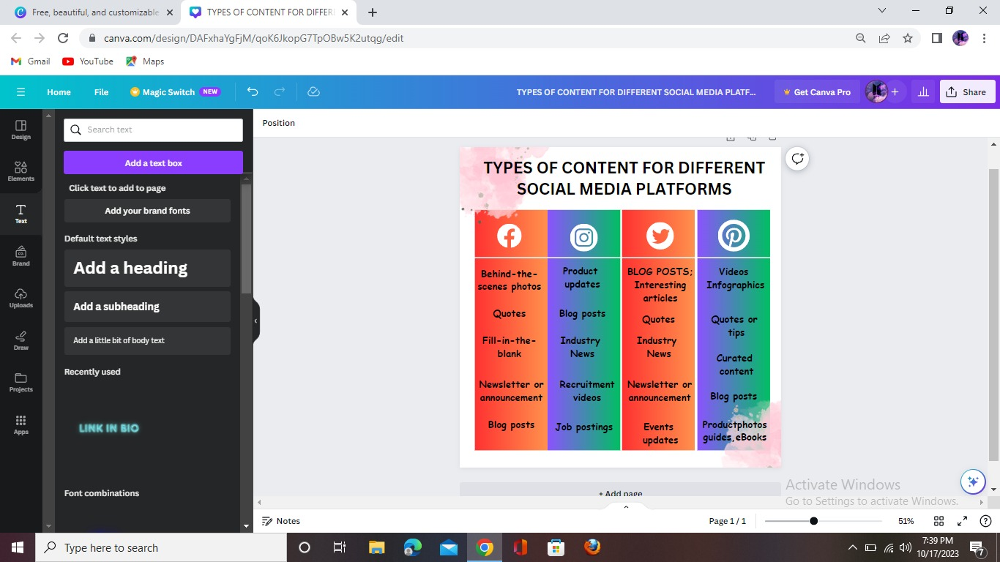 Free, beautiful, and customizable
TYPES OF CONTENT FOR DIFFER
canva.com/design/DAFxhaYgFjM/qoK6JkopG7TpOBw5K2utqg/edit
Gmail
YouTube
Maps
Home
File
Magic Switch
NEW
TYPES OF CONTENT FOR DIFFERENT SOCIAL MEDIA PLATF...
Get Canva Pro
Share
Design
Elements
Text
Brand
Uploads
Draw
Projects
Apps
Search text
Add a text box
Click text to add to page
Add your brand fonts
Default text styles
Add a heading
Add a subheading
Add a little bit of body text
Recently used
LINK IN BIO
Font combinations
Position
TYPES OF CONTENT FOR DIFFERENT
SOCIAL MEDIA PLATFORMS
Behind-the-
scenes photos
Quotes
Fill-in-the-
blank
Newsletter or
announcement
Blog posts
Product
updates
Blog posts
Industry
News
Recruitment
videos
Job postings
BLOG POSTS;
Interesting
articles
Quotes
Industry
News
Newsletter or
announcement
Events
updates
Videos
Infographics
Quotes or
tips
Curated
content
Blog posts
Productphotos
guides,eBooks
+ Add page
Activate Windows
Go to Settings to activate Windows.
Notes
Page 1 / 1
51%
Type here to search
7:39 PM
10/17/2023
7